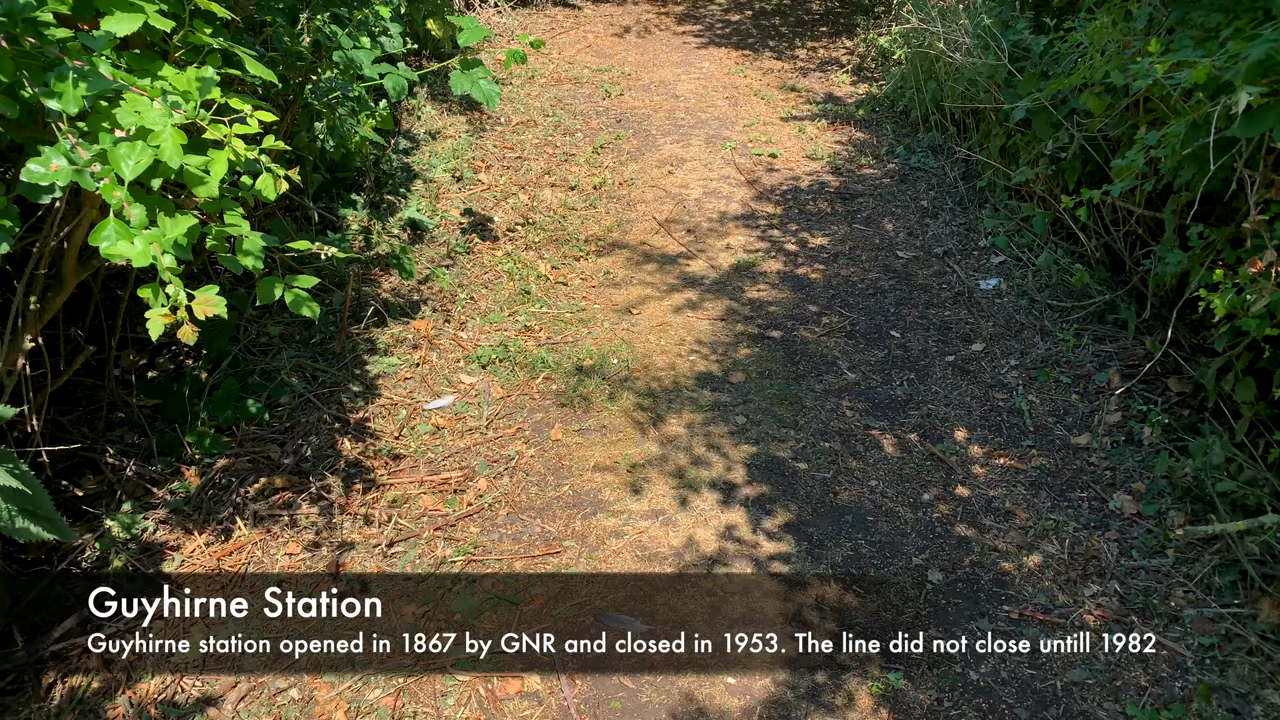 Guyhirne Station
Guyhirne station opened in 1867 by GNR and closed in 1953. The line did not close untill 1982